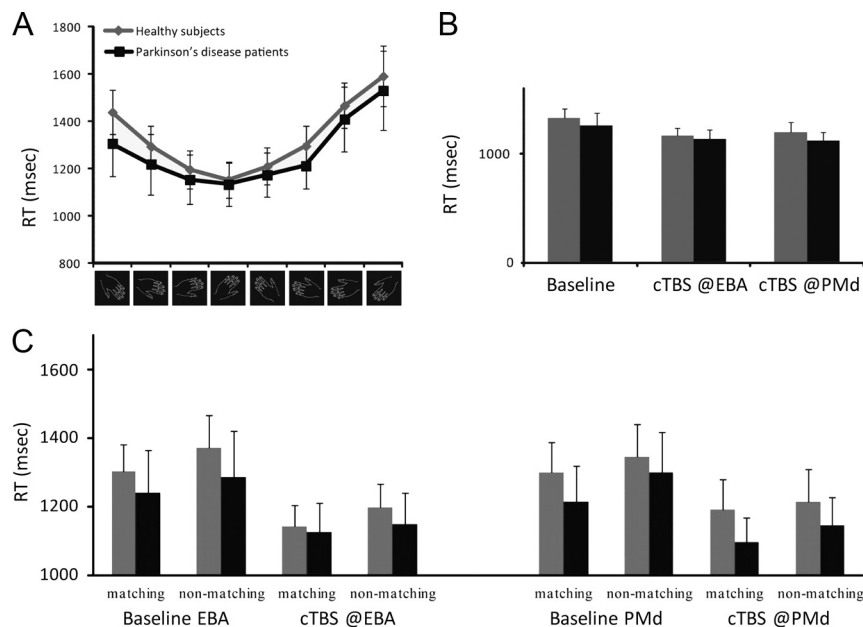 A
1800
1600
1400
1200
1000
800
RT (msec)
Healthy subjects
Parkinson's disease patients
B
1000
0
RT (msec)
Baseline
cTBS @EBA
cTBS @PMd
C
1600
1400
1200
1000
RT (msec)
matching non-matching matching non-matching
Baseline EBA cTBS @EBA
matching non-matching matching non-matching
Baseline PMd cTBS @PMd